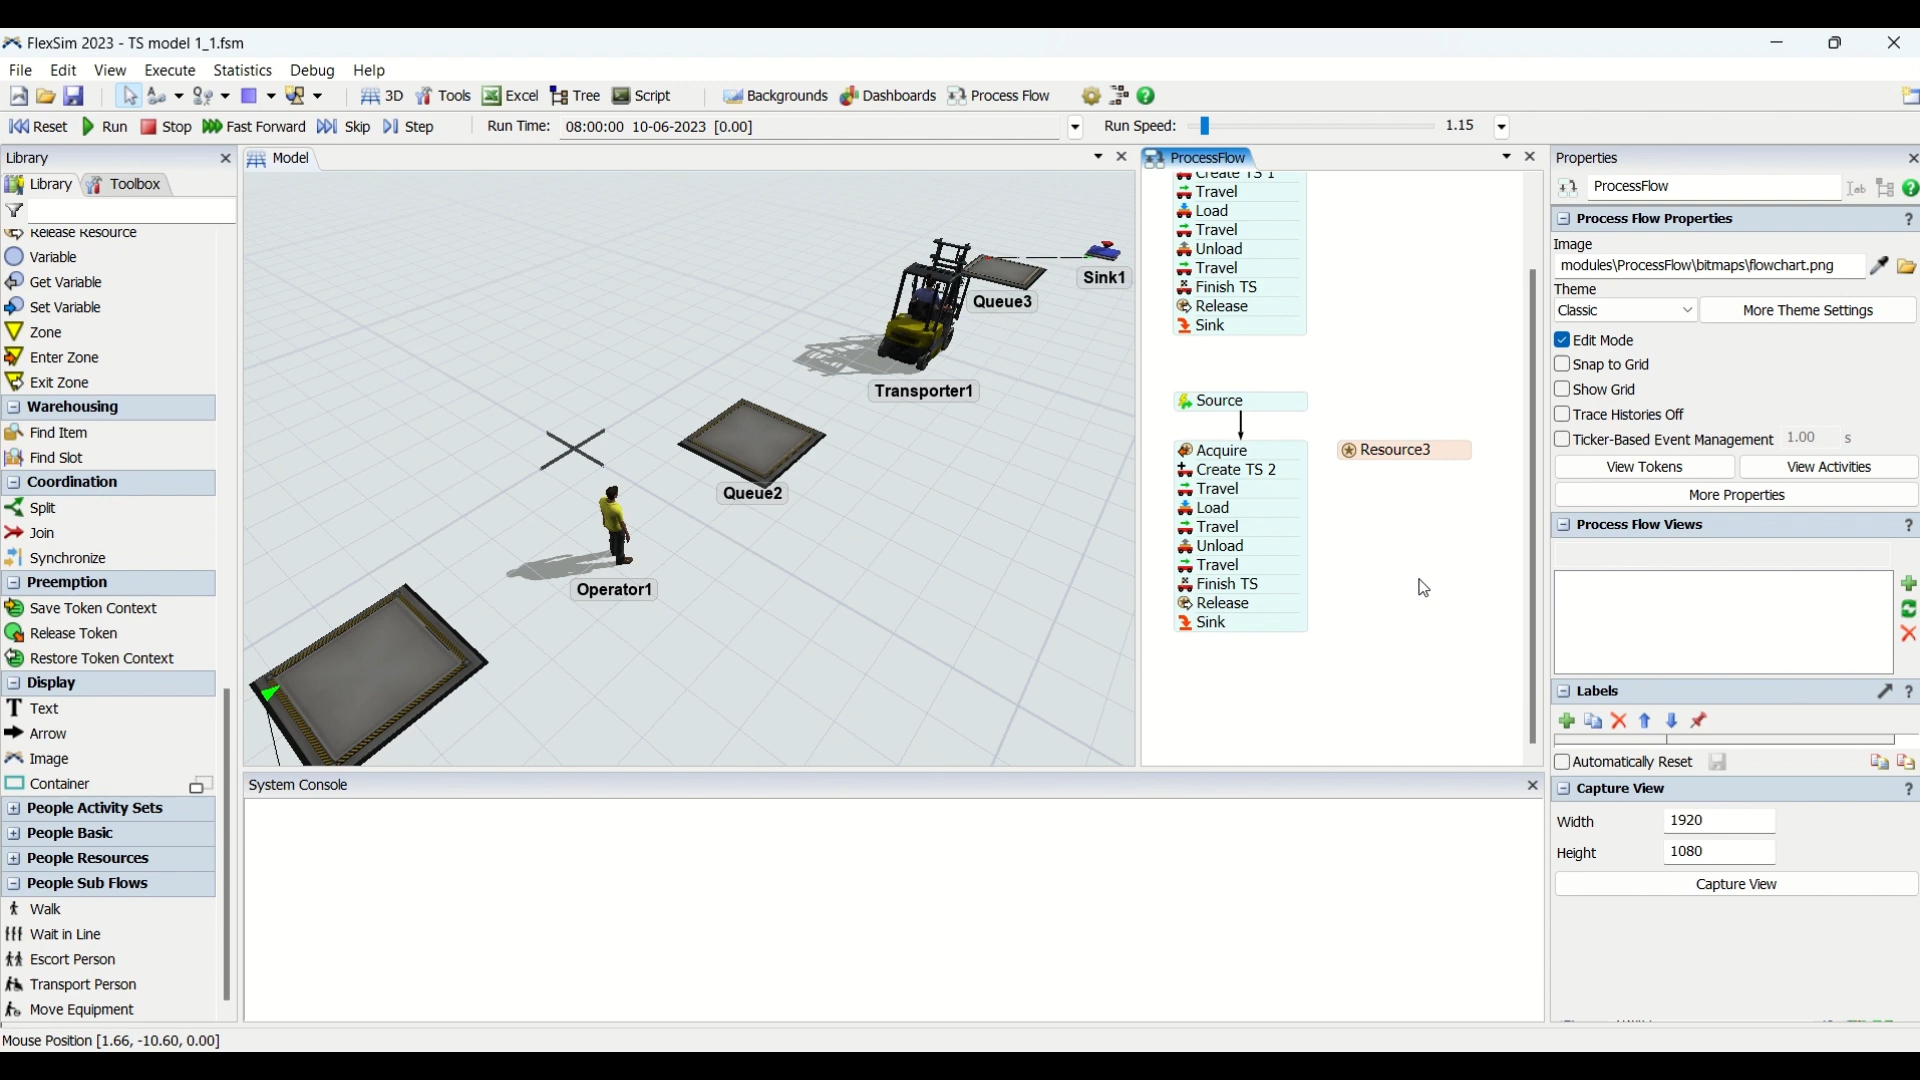 FlexSim 2023 - TS model 1_1.fsm
File Edit View Execute Statistics Debug Help
3D Tools Excel Tree Script Backgrounds Dashboards Process Flow
Reset Run Stop Fast Forward Skip Step Run Time: 08:00:00 10-06-2023 [0.00] Run Speed: 1.15
Library
Library Toolbox
Release Resource
Variable
Get Variable
Set Variable
Zone
Enter Zone
Exit Zone
Warehousing
Find Item
Find Slot
Coordination
Split
Join
Synchronize
Preemption
Save Token Context
Release Token
Restore Token Context
Display
Text
Arrow
Image
Container
People Activity Sets
People Basic
People Resources
People Sub Flows
Walk
Wait in Line
Escort Person
Transport Person
Move Equipment
Model
Sink1
Queue3
Transporter1
Queue2
Operator1
ProcessFlow
Create TS 1
Travel
Load
Travel
Unload
Travel
Finish TS
Release
Sink
Source
Acquire
Create TS 2
Travel
Load
Travel
Unload
Travel
Finish TS
Release
Sink
Resource3
System Console
Properties
ProcessFlow
Process Flow Properties ?
Image
modules\ProcessFlow\bitmaps\flowchart.png
Theme
Classic More Theme Settings
Edit Mode
Snap to Grid
Show Grid
Trace Histories Off
Ticker-Based Event Management 1.00 s
View Tokens View Activities
More Properties
Process Flow Views ?
Labels ?
Automatically Reset
Capture View ?
Width 1920
Height 1080
Capture View
Mouse Position [1.66, -10.60, 0.00]